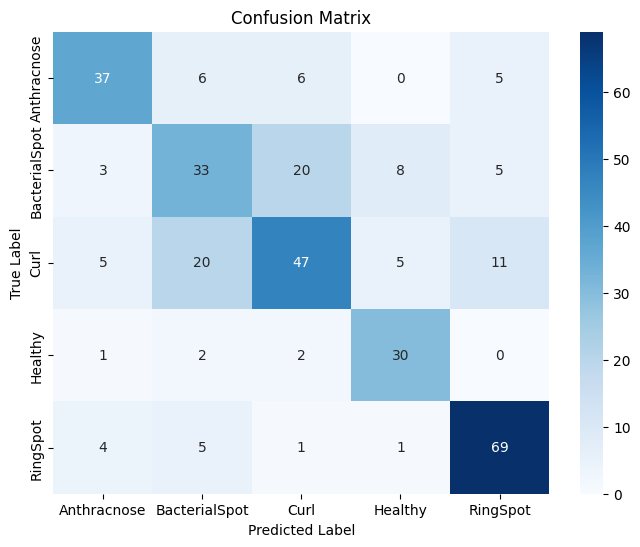 Confusion Matrix
True Label
Anthracnose
37 6 6 0 5
BacterialSpot
3 33 20 8 5
Curl
5 20 47 5 11
Healthy
1 2 2 30 0
RingSpot
4 5 1 1 69
Anthracnose BacterialSpot Curl Healthy RingSpot
Predicted Label
60
50
40
30
20
10
0